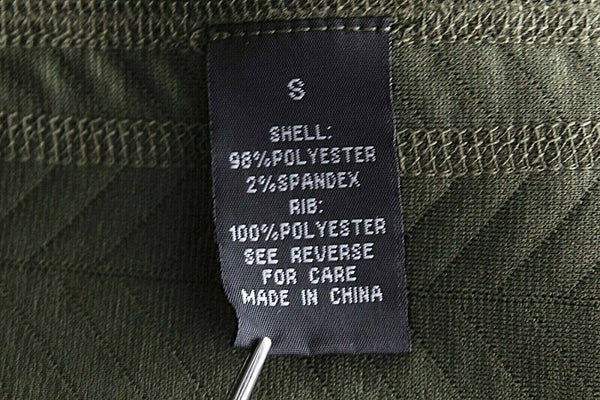 S
SHELL:
98%POLYESTER
2%SPANDEX
RIB:
100%POLYESTER
SEE REVERSE
FOR CARE
MADE IN CHINA